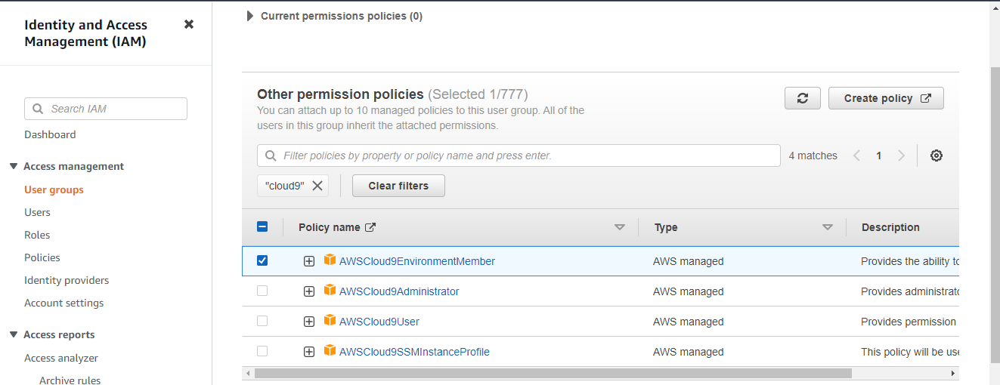 Identity and Access
Management (IAM)
Search IAM
Dashboard
Access management
User groups
Users
Roles
Policies
Identity providers
Account settings
Access reports
Access analyzer
Archive rules
Current permissions policies (0)
Other permission policies (Selected 1/777)
You can attach up to 10 managed policies to this user group. All of the
users in this group inherit the attached permissions.
Create policy
Filter policies by property or policy name and press enter.
4 matches
1
"cloud9"
Clear filters
Policy name Type Description
AWSCloud9EnvironmentMember AWS managed Provides the ability to
AWSCloud9Administrator AWS managed Provides administrato
AWSCloud9User AWS managed Provides permission
AWSCloud9SSMInstanceProfile AWS managed This policy will be use